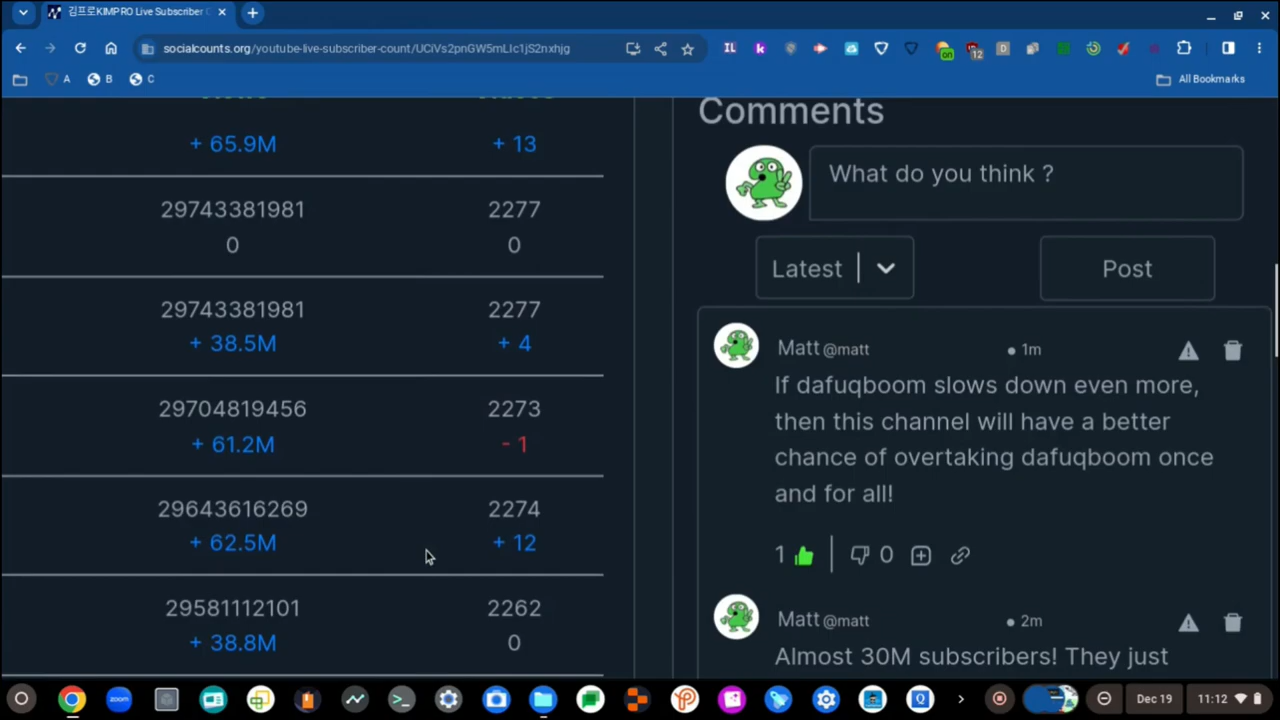 김프로KIMPRO Live Subscriber
socialcounts.org/youtube-live-subscriber-count/UCiVs2pnGW5mLIc1jS2nxhjg
IL
k
on
12
D
A
B
C
All Bookmarks
+ 65.9M + 13
29743381981 2277
0 0
29743381981 2277
+ 38.5M + 4
29704819456 2273
+ 61.2M - 1
29643616269 2274
+ 62.5M + 12
29581112101 2262
+ 38.8M 0
Comments
What do you think ?
Latest
Post
Matt @matt • 1m
If dafuqboom slows down even more,
then this channel will have a better
chance of overtaking dafuqboom once
and for all!
1 0
Matt @matt • 2m
Almost 30M subscribers! They just
zoom
Q
Dec 19
11:12